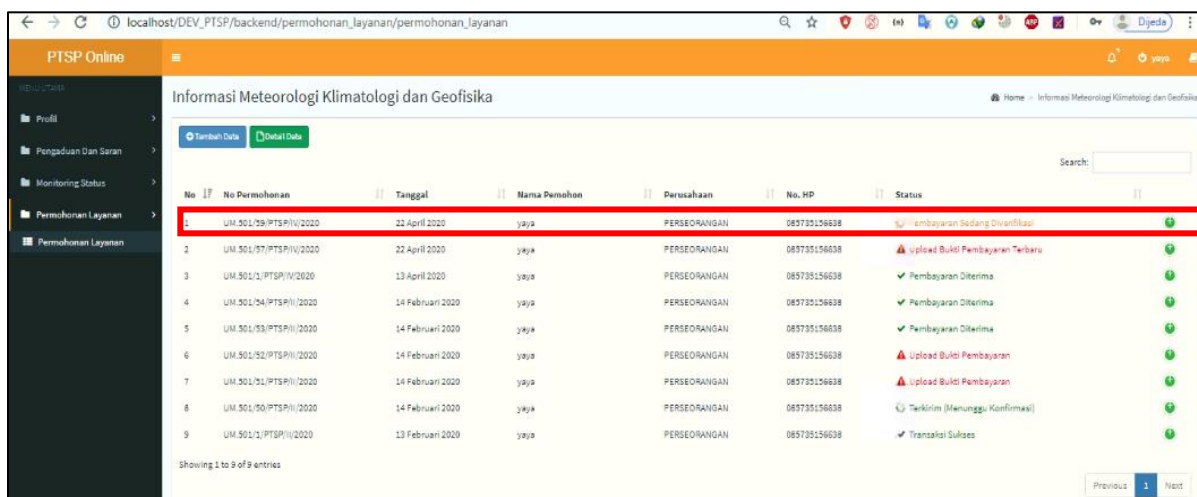 localhost/DEV_PTSP/backend/permohonan_layanan/permohonan_layanan
Dijeda
PTSP Online
yaya
MENU UTAMA
Informasi Meteorologi Klimatologi dan Geofisika
Home > Informasi Meteorologi Klimatologi dan Geofisika
Profil
Tambah Data Detail Data
Pengaduan Dan Saran
Search:
Monitoring Status
No No Permohonan Tanggal Nama Pemohon Perusahaan No. HP Status
Permohonan Layanan
1 UM.501/59/PTSP/IV/2020 22 April 2020 yaya PERSEORANGAN 085735156638 Pembayaran Sedang Diverifikasi
Permohonan Layanan
2 UM.501/57/PTSP/IV/2020 22 April 2020 yaya PERSEORANGAN 085735156638 Upload Bukti Pembayaran Terbaru
3 UM.501/1/PTSP/IV/2020 13 April 2020 yaya PERSEORANGAN 085735156638 Pembayaran Diterima
4 UM.501/54/PTSP/II/2020 14 Februari 2020 yaya PERSEORANGAN 085735156638 Pembayaran Diterima
5 UM.501/53/PTSP/II/2020 14 Februari 2020 yaya PERSEORANGAN 085735156638 Pembayaran Diterima
6 UM.501/52/PTSP/II/2020 14 Februari 2020 yaya PERSEORANGAN 085735156638 Upload Bukti Pembayaran
7 UM.501/51/PTSP/II/2020 14 Februari 2020 yaya PERSEORANGAN 085735156638 Upload Bukti Pembayaran
8 UM.501/50/PTSP/II/2020 14 Februari 2020 yaya PERSEORANGAN 085735156638 Terkirim (Menunggu Konfirmasi)
9 UM.501/1/PTSP/II/2020 13 Februari 2020 yaya PERSEORANGAN 085735156638 Transaksi Sukses
Showing 1 to 9 of 9 entries
Previous 1 Next